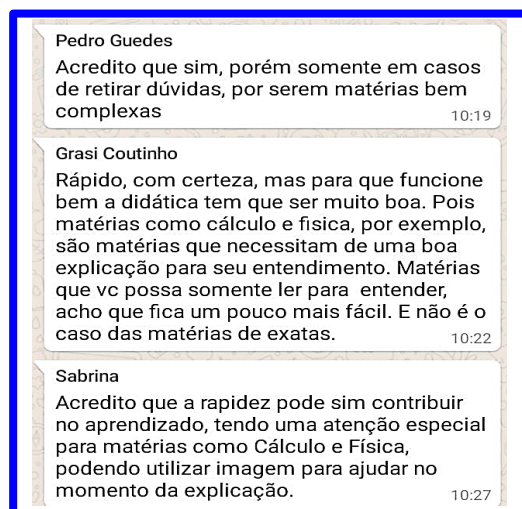 Pedro Guedes
Acredito que sim, porém somente em casos
de retirar dúvidas, por serem matérias bem
complexas
10:19
Grasi Coutinho
Rápido, com certeza, mas para que funcione
bem a didática tem que ser muito boa. Pois
matérias como cálculo e fisica, por exemplo,
são matérias que necessitam de uma boa
explicação para seu entendimento. Matérias
que vc possa somente ler para entender,
acho que fica um pouco mais fácil. E não é o
caso das matérias de exatas.
10:22
Sabrina
Acredito que a rapidez pode sim contribuir
no aprendizado, tendo uma atenção especial
para matérias como Cálculo e Física,
podendo utilizar imagem para ajudar no
momento da explicação.
10:27